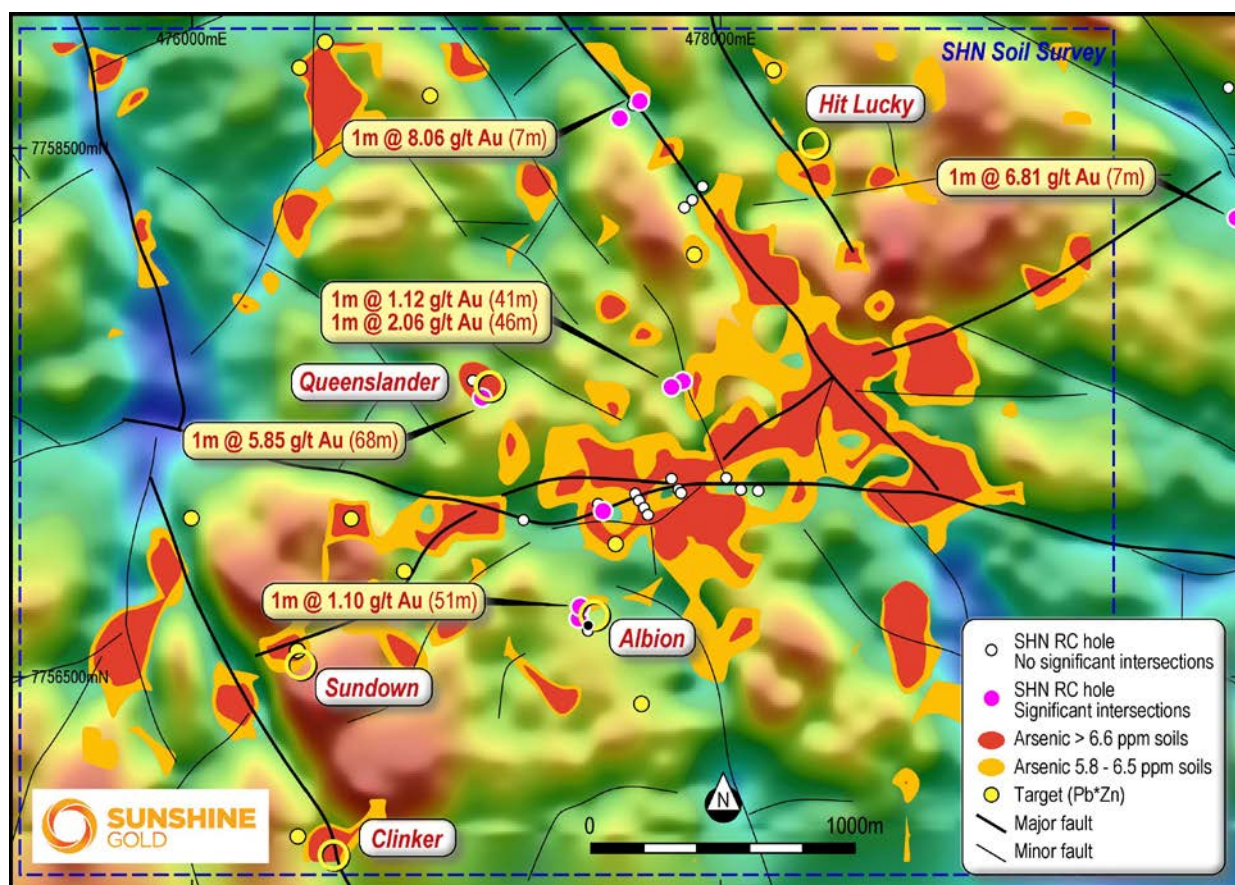 476000mE
478000mE
SHN Soil Survey
Hit Lucky
1m @ 8.06 g/t Au (7m)
7758500mN
1m @ 6.81 g/t Au (7m)
1m @ 1.12 g/t Au (41m)
1m @ 2.06 g/t Au (46m)
Queenslander
1m @ 5.85 g/t Au (68m)
1m @ 1.10 g/t Au (51m)
Albion
Sundown
7756500mN
SHN RC hole
No significant intersections
SHN RC hole
Significant intersections
Arsenic > 6.6 ppm soils
Arsenic 5.8 - 6.5 ppm soils
Target (Pb*Zn)
Major fault
Minor fault
N
0
1000m
SUNSHINE
GOLD
Clinker